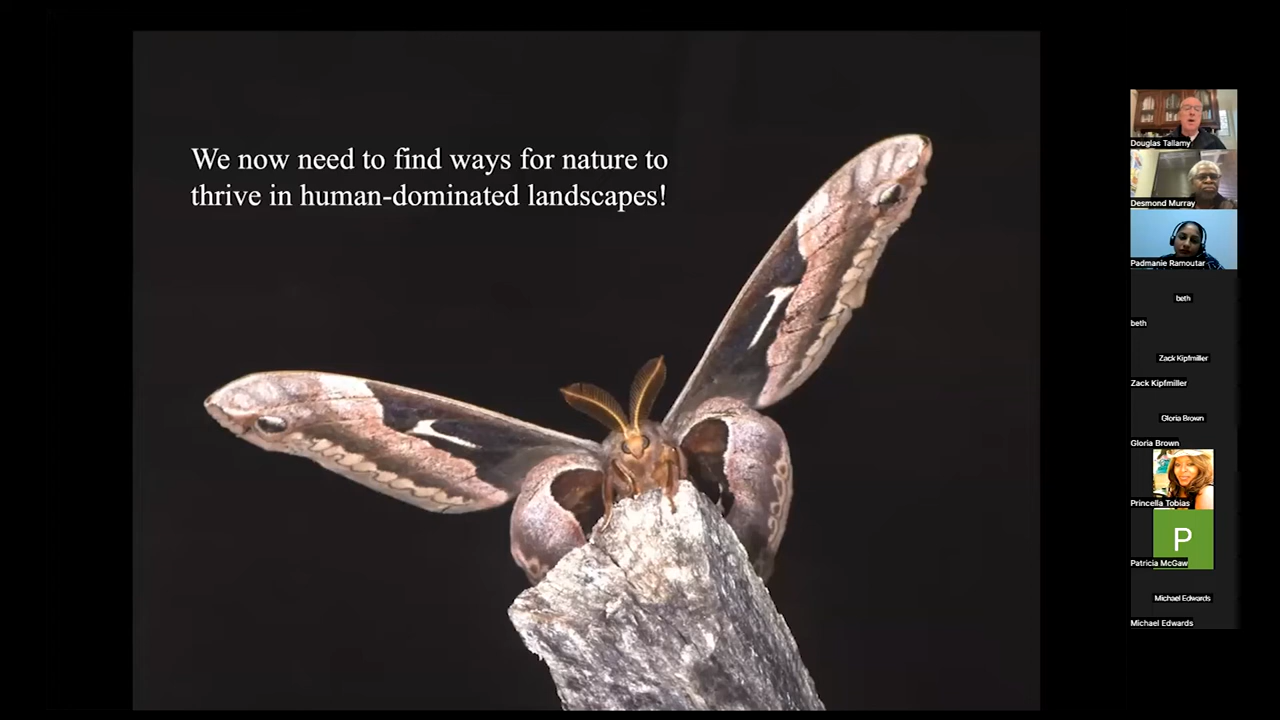 We now need to find ways for nature to
thrive in human-dominated landscapes!
Douglas Tallamy
Desmond Murray
Padmanie Ramoutar
beth
beth
Zack Kipfmiller
Zack Kipfmiller
Gloria Brown
Gloria Brown
Princella Tobias
P
Patricia McGaw
Michael Edwards
Michael Edwards